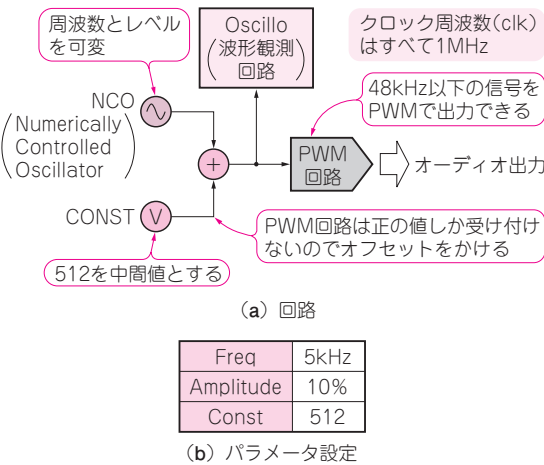 周波数とレベル
を可変
Oscillo
(波形観測
回路)
クロック周波数(clk)
はすべて1MHz
48kHz以下の信号を
PWMで出力できる
NCO
(Numerically
Controlled
Oscillator)
+
PWM
回路
オーディオ出力
CONST V
PWM回路は正の値しか受け付け
ないのでオフセットをかける
512を中間値とする
(a) 回路
Freq 5kHz
Amplitude 10%
Const 512
(b) パラメータ設定